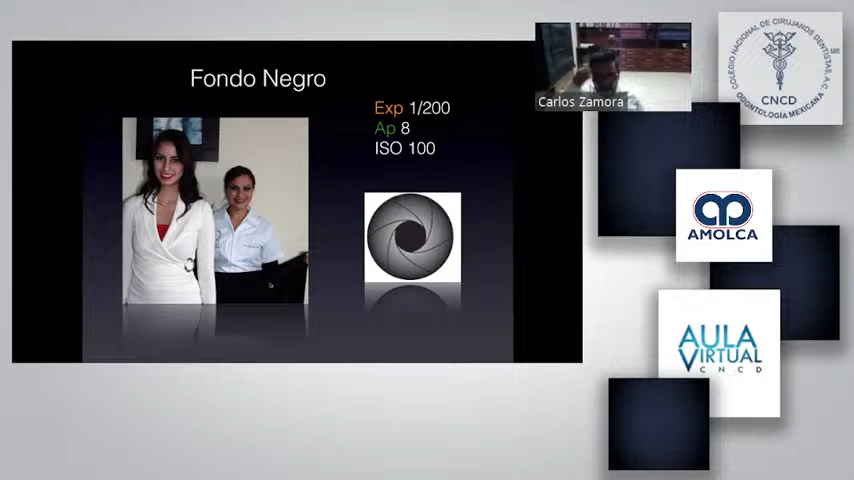 Fondo Negro
Exp 1/200
Ap 8
ISO 100
Carlos Zamora
COLEGIO NACIONAL DE CIRUJANOS DENTISTAS, A.C.
MR
CNCD
ODONTOLOGÍA MEXICANA
AMOLCA
AULA
VIRTUAL
CNCD